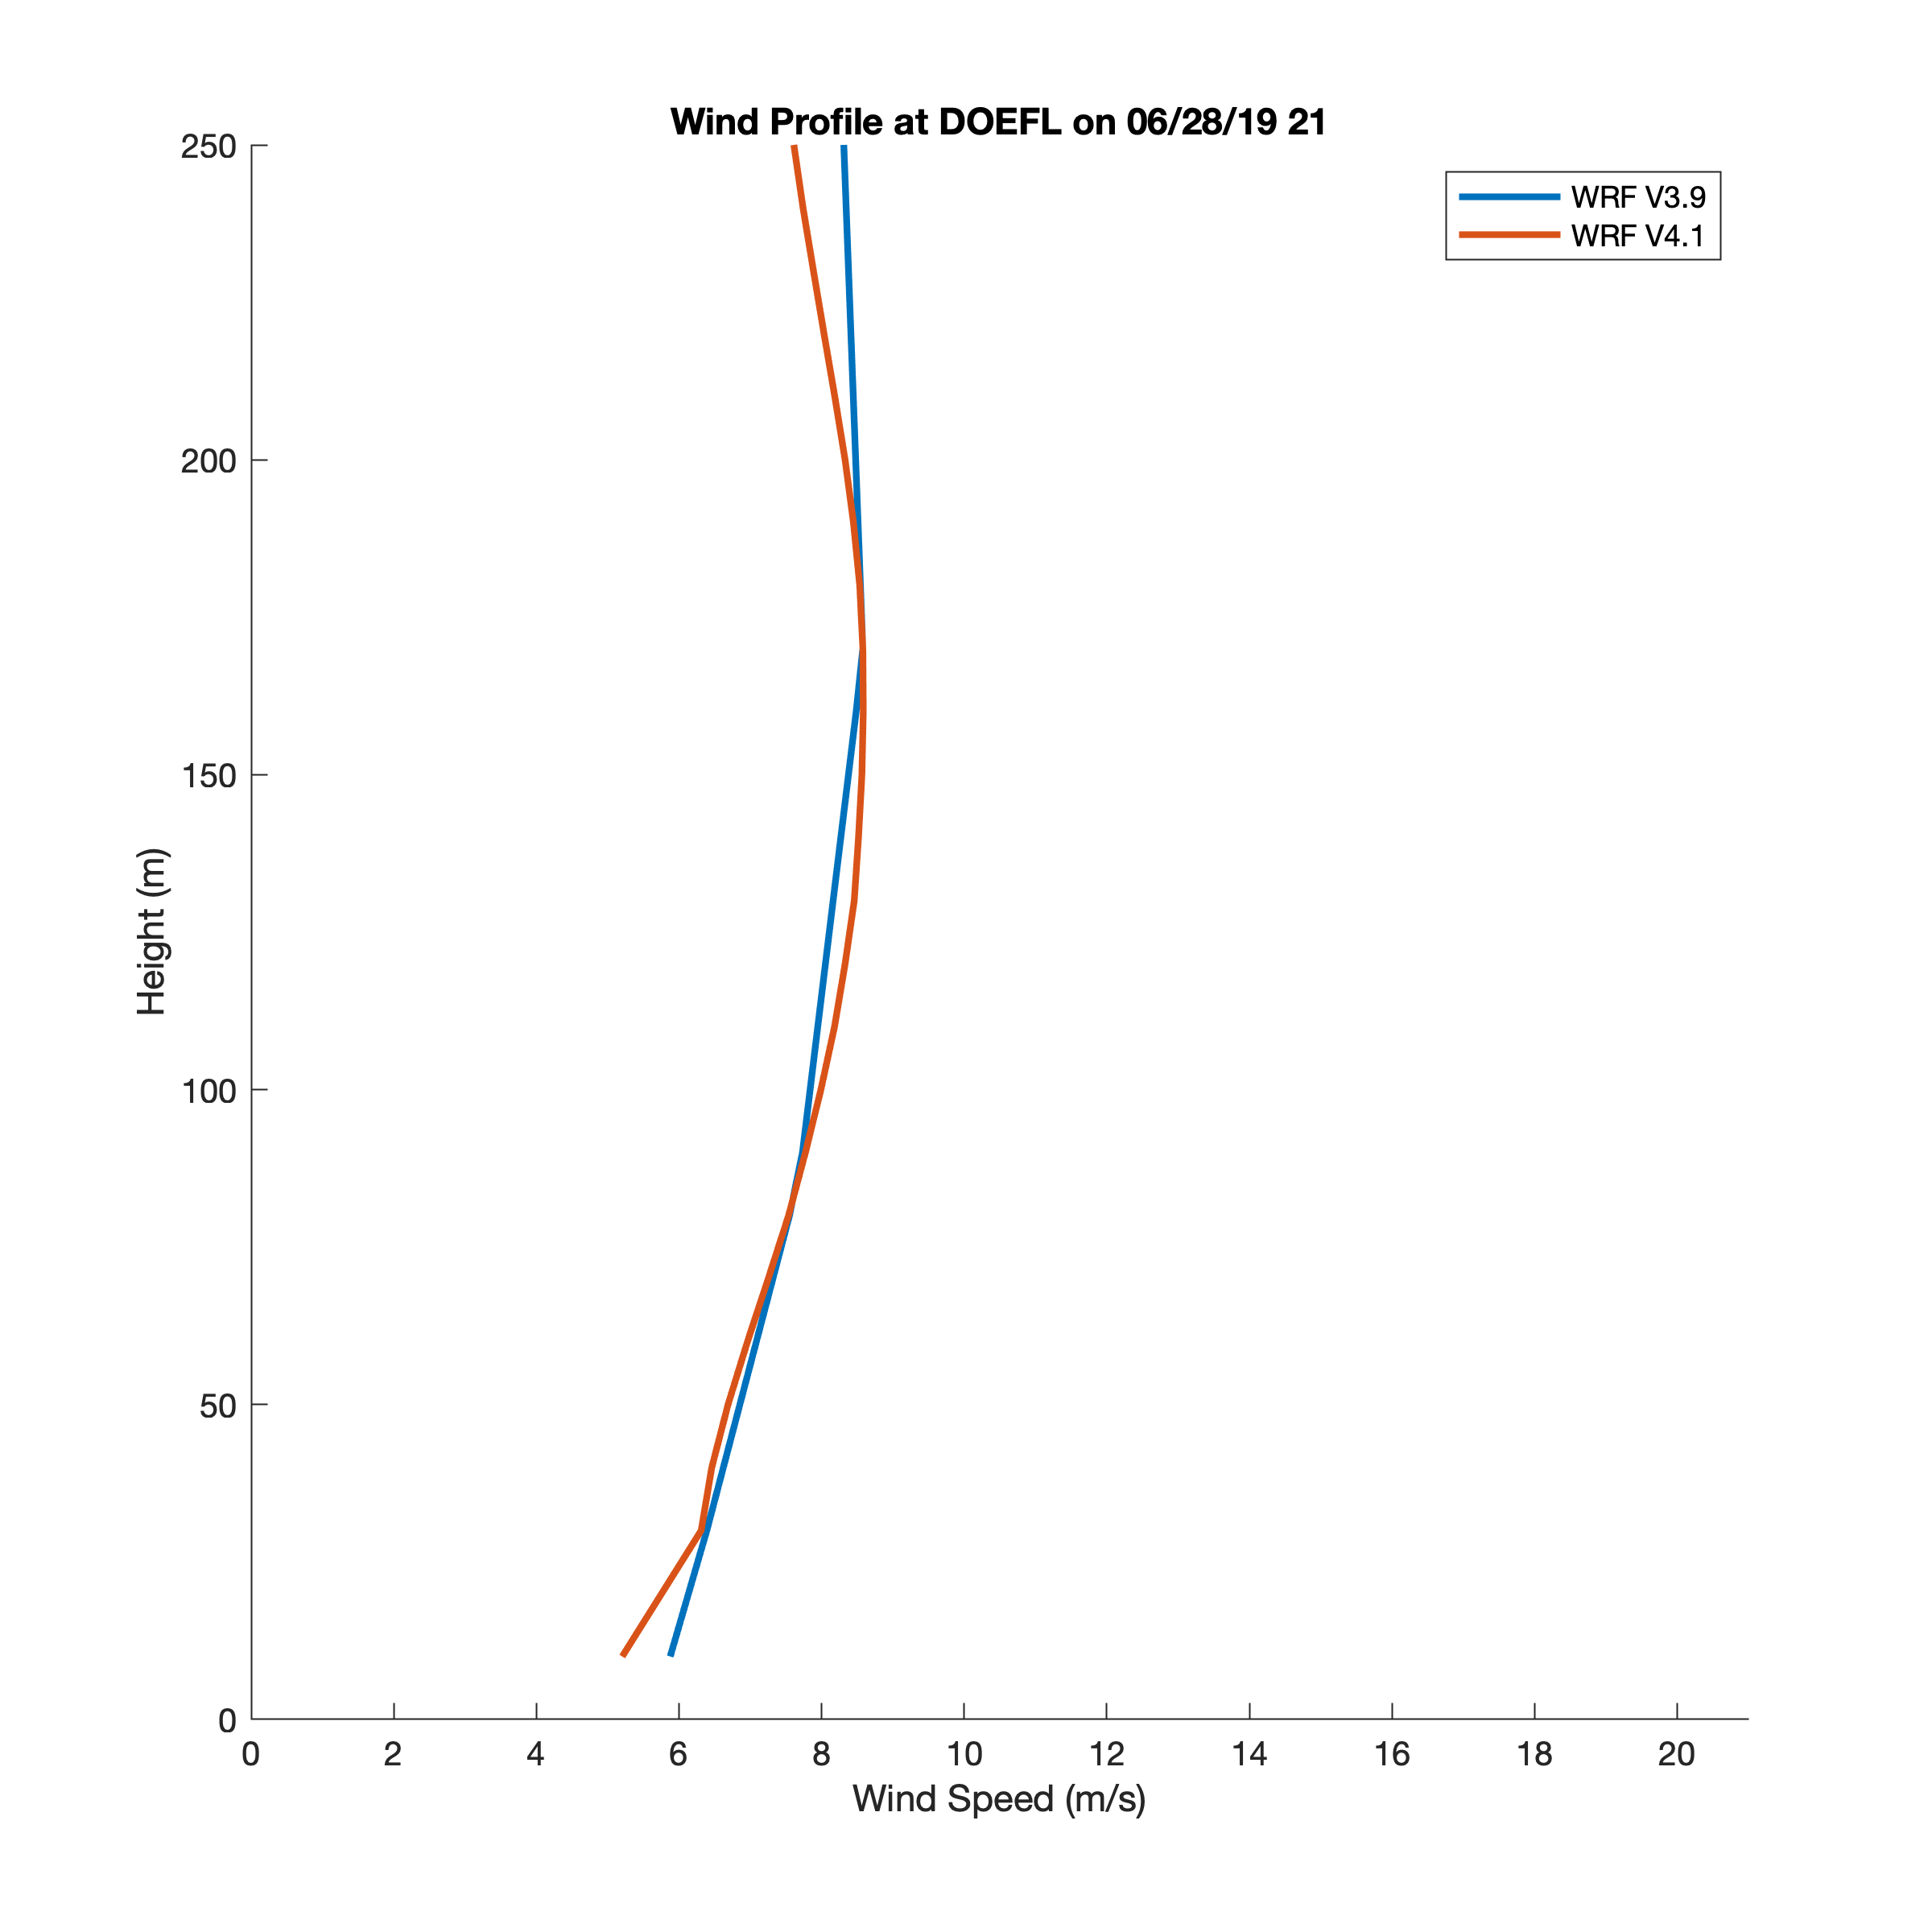 Wind Profile at DOEFL on 06/28/19 21
WRF V3.9
WRF V4.1
250
200
150
100
50
0
Height (m)
0 2 4 6 8 10 12 14 16 18 20
Wind Speed (m/s)